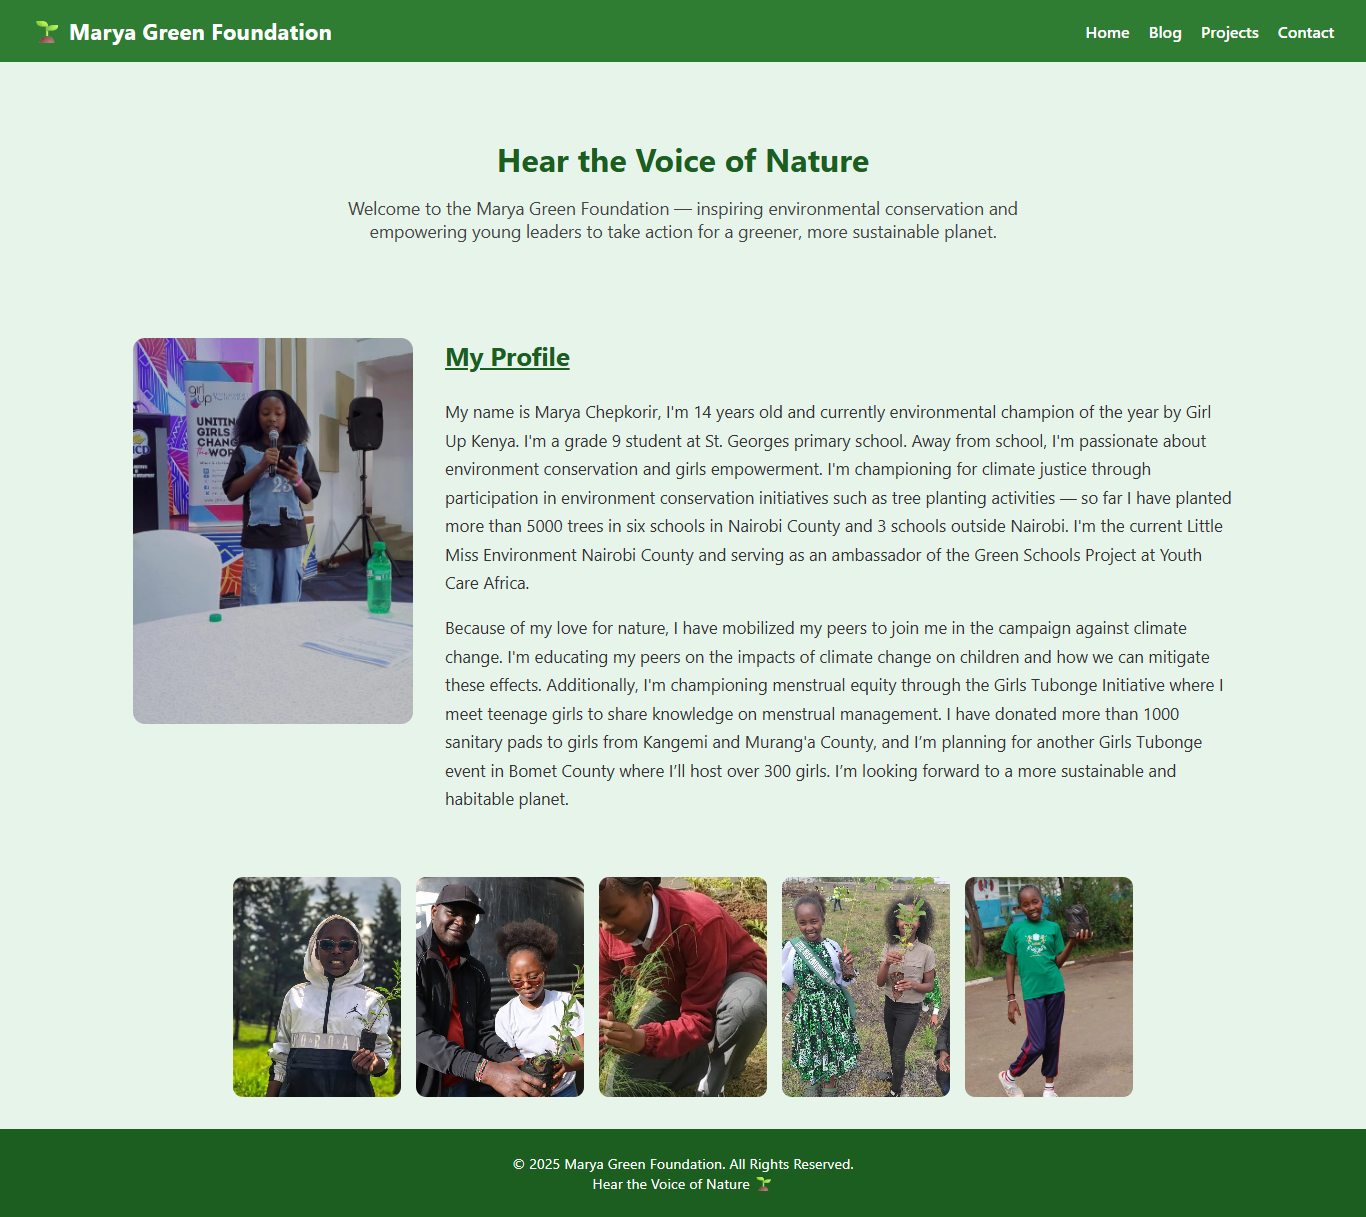 Marya Green Foundation
Home Blog Projects Contact
Hear the Voice of Nature
Welcome to the Marya Green Foundation — inspiring environmental conservation and
empowering young leaders to take action for a greener, more sustainable planet.
girl
up
UNITING
GIRLS
CHANG
the WOR
23
My Profile
My name is Marya Chepkorir, I'm 14 years old and currently environmental champion of the year by Girl
Up Kenya. I'm a grade 9 student at St. Georges primary school. Away from school, I'm passionate about
environment conservation and girls empowerment. I'm championing for climate justice through
participation in environment conservation initiatives such as tree planting activities — so far I have planted
more than 5000 trees in six schools in Nairobi County and 3 schools outside Nairobi. I'm the current Little
Miss Environment Nairobi County and serving as an ambassador of the Green Schools Project at Youth
Care Africa.
Because of my love for nature, I have mobilized my peers to join me in the campaign against climate
change. I'm educating my peers on the impacts of climate change on children and how we can mitigate
these effects. Additionally, I'm championing menstrual equity through the Girls Tubonge Initiative where I
meet teenage girls to share knowledge on menstrual management. I have donated more than 1000
sanitary pads to girls from Kangemi and Murang'a County, and I’m planning for another Girls Tubonge
event in Bomet County where I’ll host over 300 girls. I’m looking forward to a more sustainable and
habitable planet.
© 2025 Marya Green Foundation. All Rights Reserved.
Hear the Voice of Nature